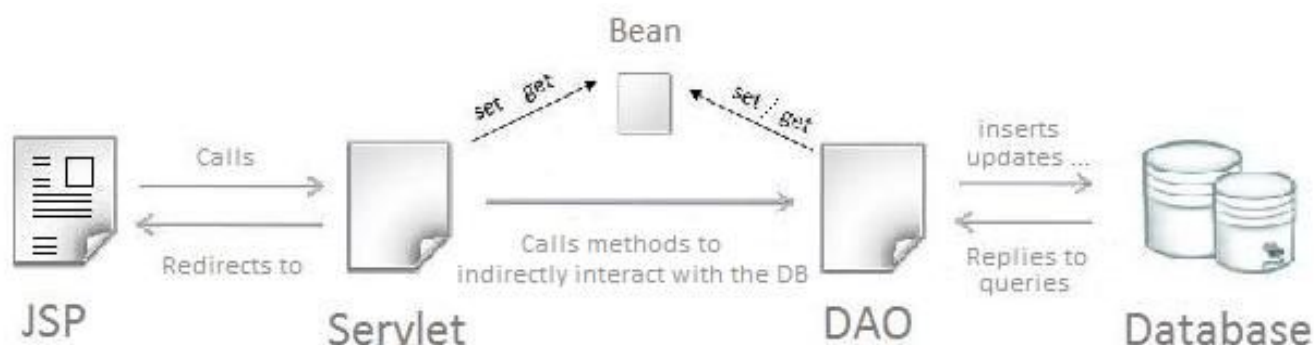 Bean
set get
set get
Calls
Redirects to
Calls methods to
indirectly interact with the DB
inserts
updates ...
Replies to
queries
JSP
Servlet
DAO
Database